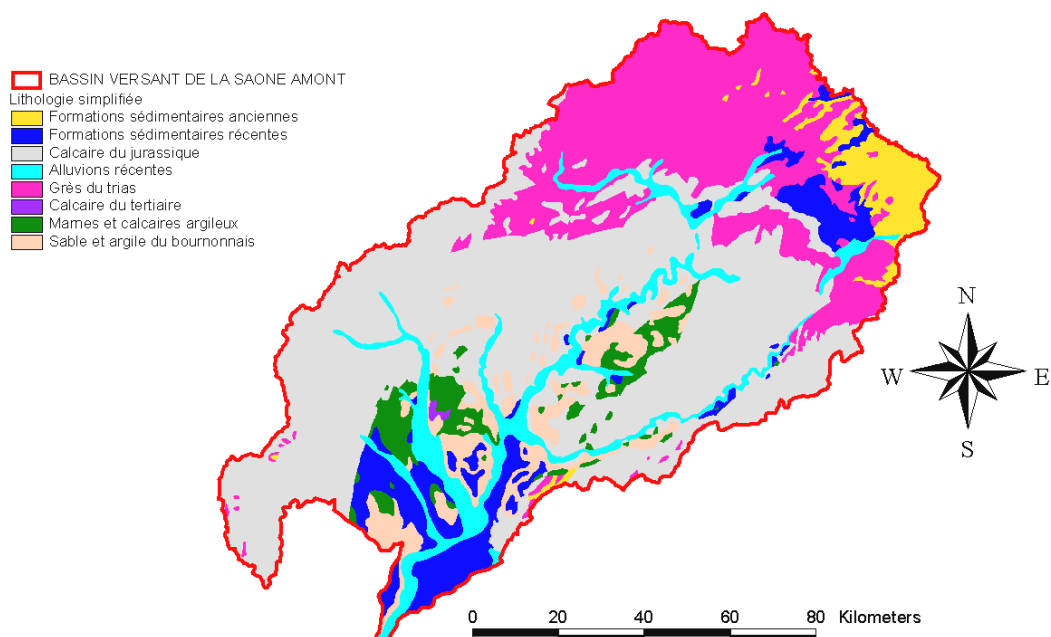 BASSIN VERSANT DE LA SAONE AMONT
Lithologie simplifiée
Formations sédimentaires anciennes
Formations sédimentaires récentes
Calcaire du jurassique
Alluvions récentes
Grès du trias
Calcaire du tertiaire
Marnes et calcaires argileux
Sable et argile du bournonnais
N
W E
S
0 20 40 60 80 Kilometers